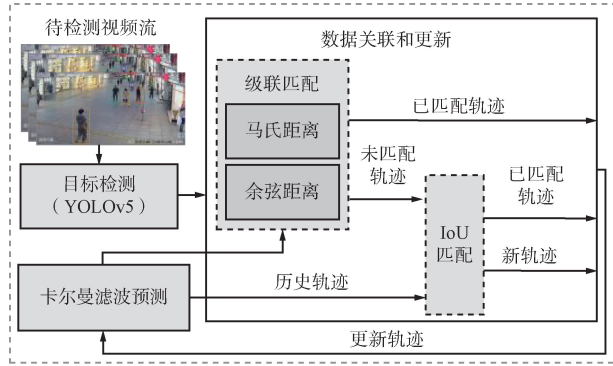 待检测视频流
数据关联和更新
级联匹配
马氏距离
余弦距离
已匹配轨迹
目标检测
（YOLOv5）
未匹配
轨迹
已匹配
轨迹
IoU
匹配
新轨迹
卡尔曼滤波预测
历史轨迹
更新轨迹